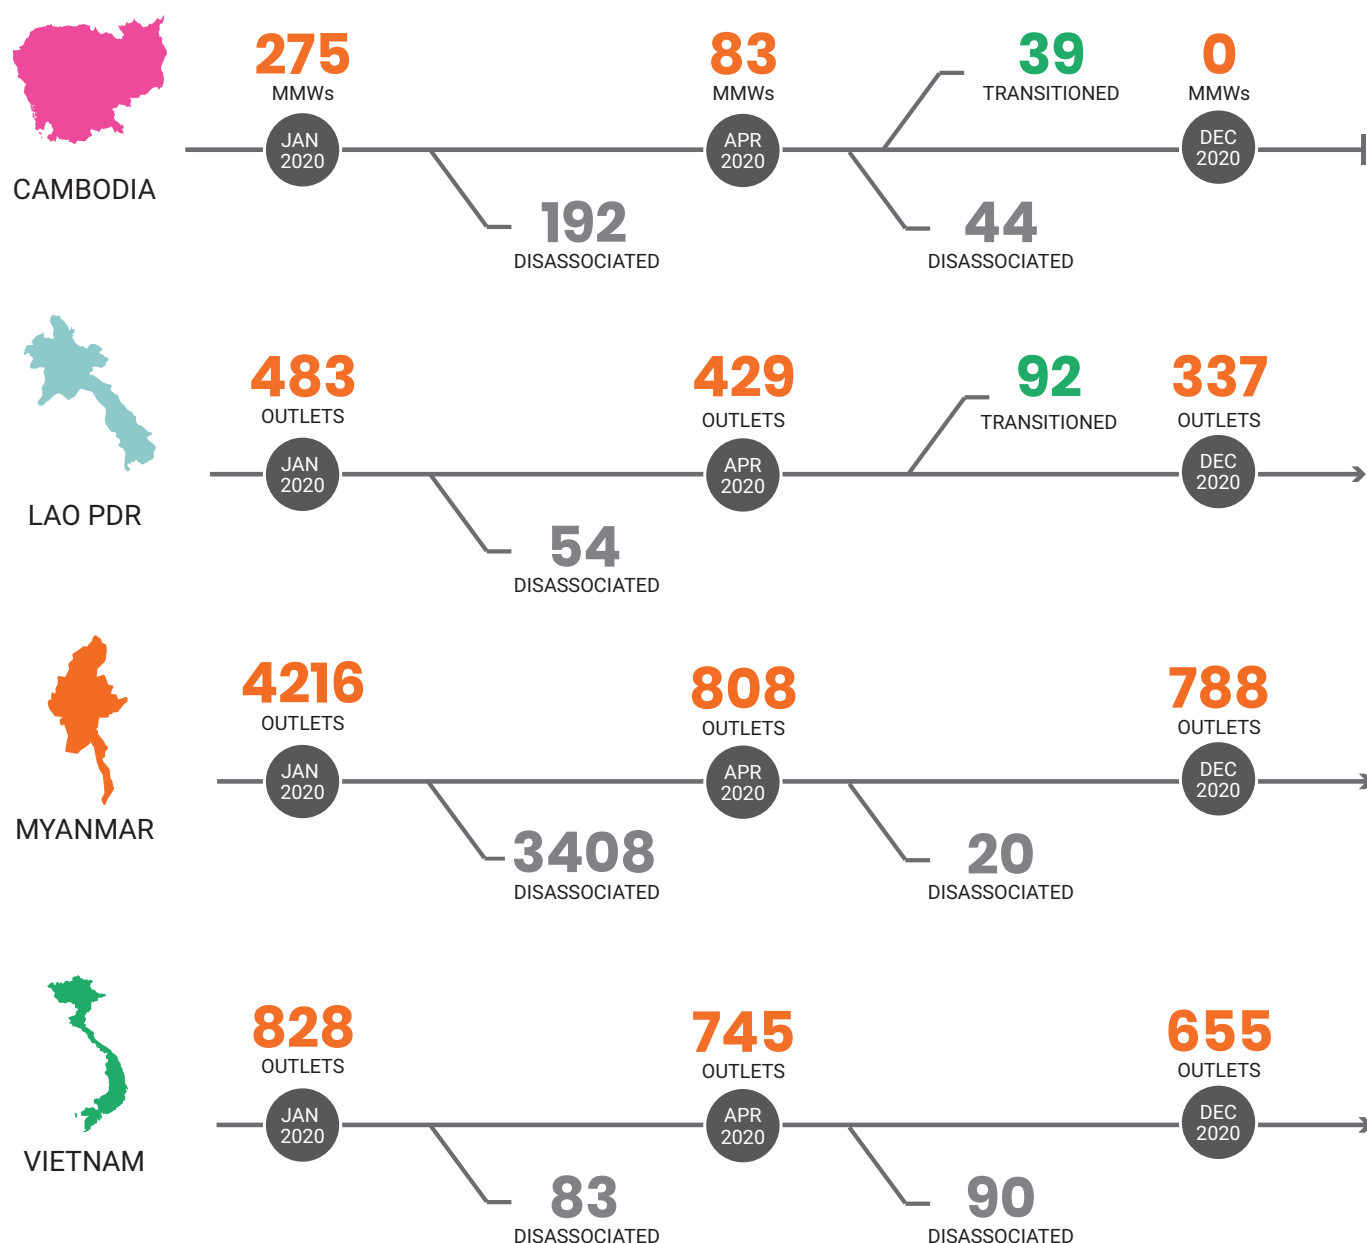 275
MMWs
JAN
2020
83
MMWs
APR
2020
39
TRANSITIONED
0
MMWs
DEC
2020
CAMBODIA
192
DISASSOCIATED
44
DISASSOCIATED
483
OUTLETS
JAN
2020
429
OUTLETS
APR
2020
92
TRANSITIONED
337
OUTLETS
DEC
2020
LAO PDR
54
DISASSOCIATED
4216
OUTLETS
JAN
2020
808
OUTLETS
APR
2020
788
OUTLETS
DEC
2020
MYANMAR
3408
DISASSOCIATED
20
DISASSOCIATED
828
OUTLETS
JAN
2020
745
OUTLETS
APR
2020
655
OUTLETS
DEC
2020
VIETNAM
83
DISASSOCIATED
90
DISASSOCIATED